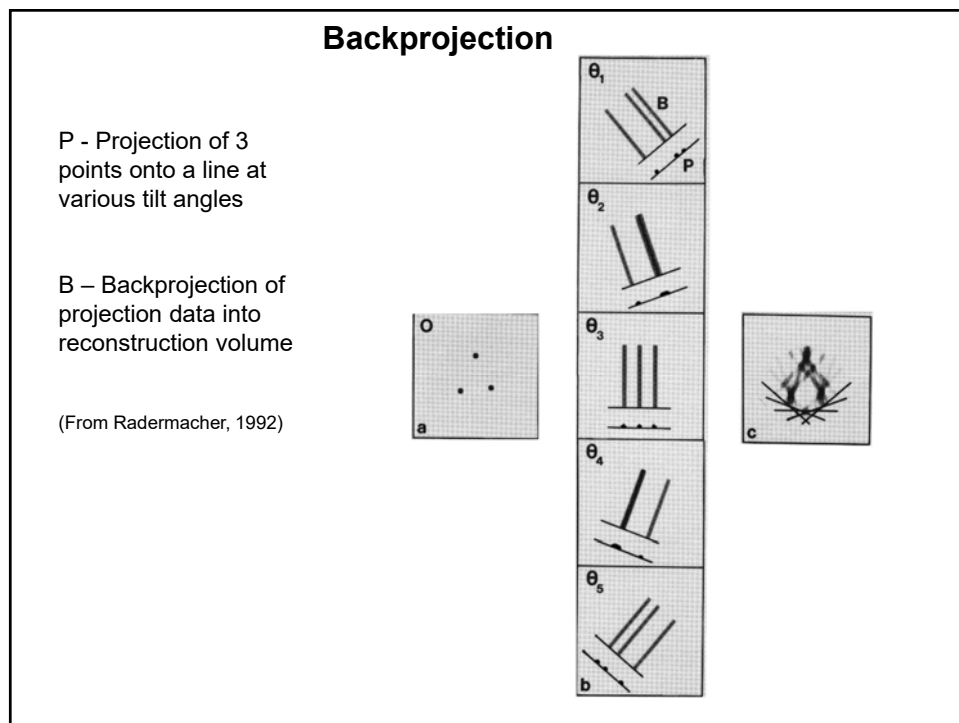 Backprojection
P - Projection of 3
points onto a line at
various tilt angles
B – Backprojection of
projection data into
reconstruction volume
(From Radermacher, 1992)
O
a
θ1
B
P
θ2
θ3
θ4
θ5
b
c